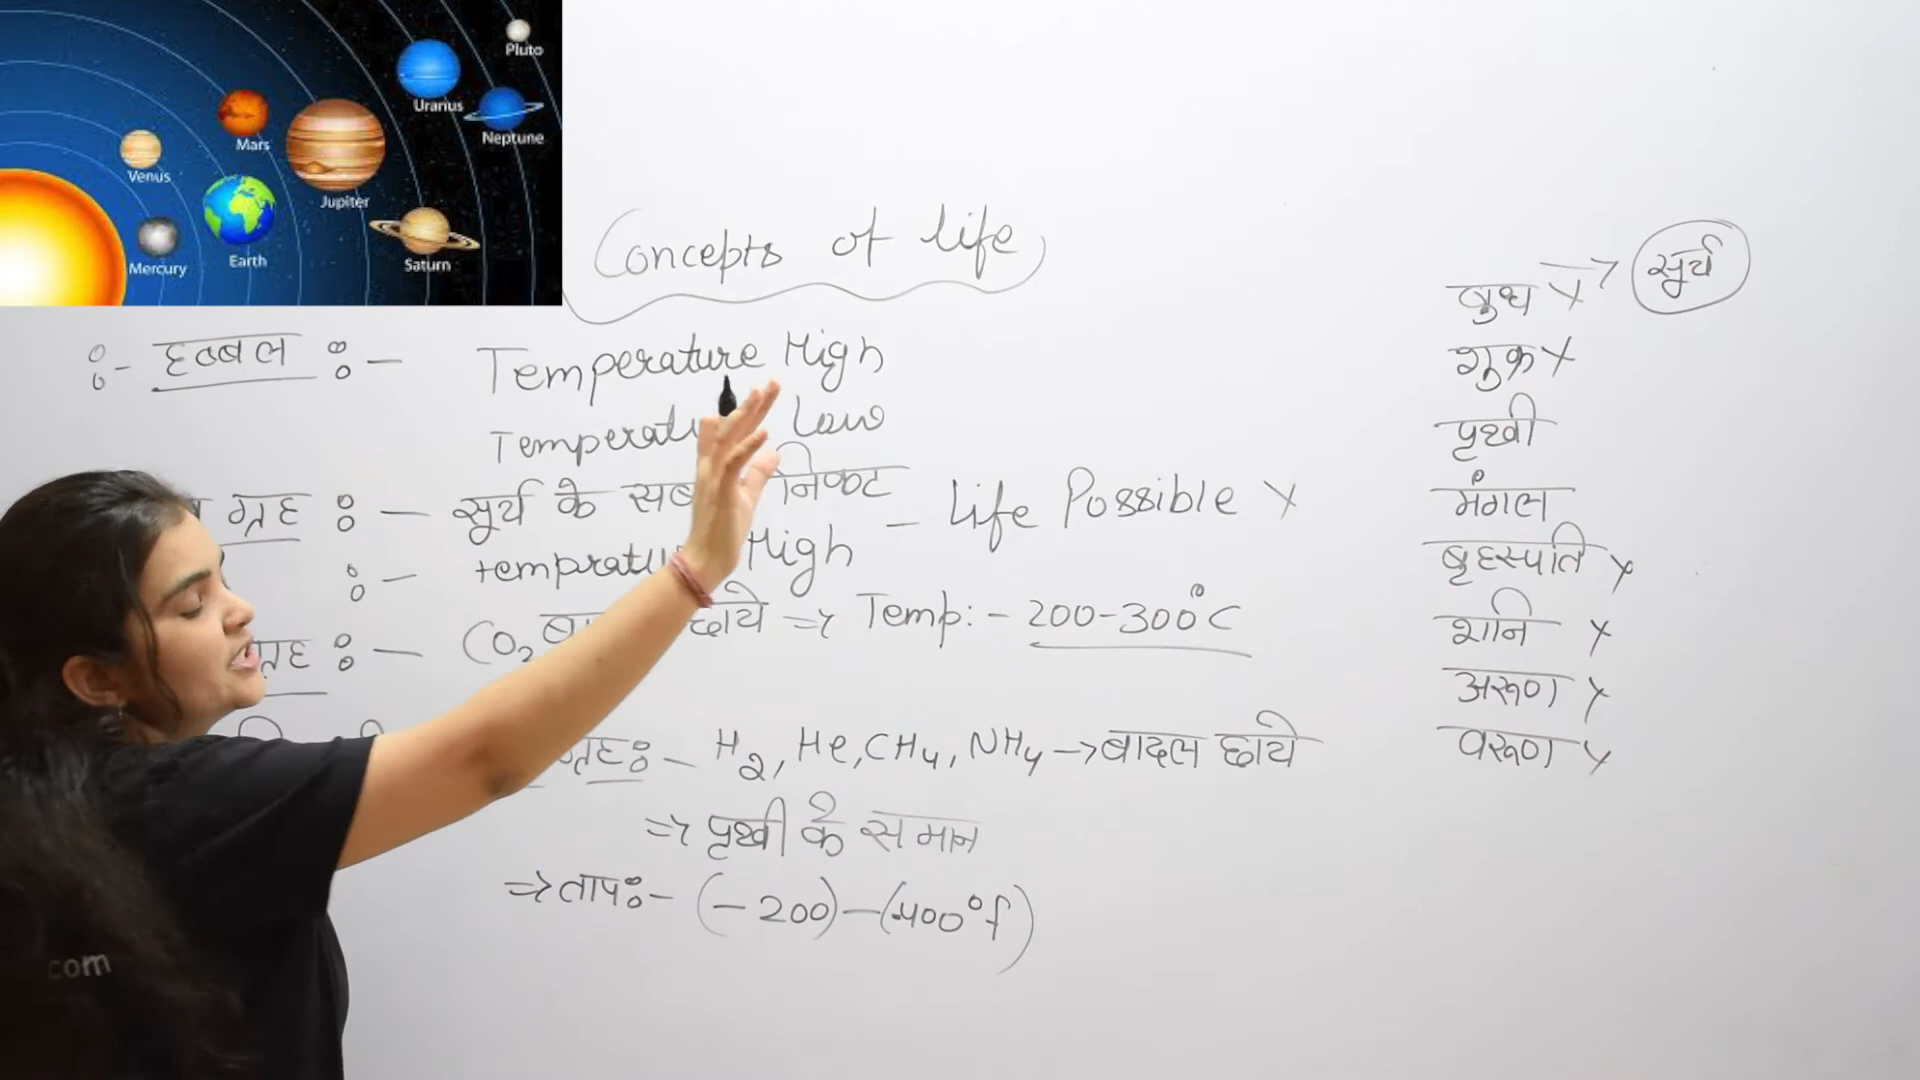 Pluto
Uranus
Neptune
Mars
Venus
Jupiter
Earth
Saturn
Mercury
Concepts of life
:- हब्बल :- Temperature High
Low
ग्रह :- सूर्य के निकट - Life Possible X
:- High
:- CO2 छाये => Temp:- 200-300°C
ग्रह:- H2, He, CH4, NH4 → बादल छाये
=> पृथ्वी के समान
=> ताप:- (-200)-(-400°f)
बुध X → सूर्य
शुक्र X
पृथ्वी
मंगल
बृहस्पति X
शनि X
अरूण X
वरूण X
com